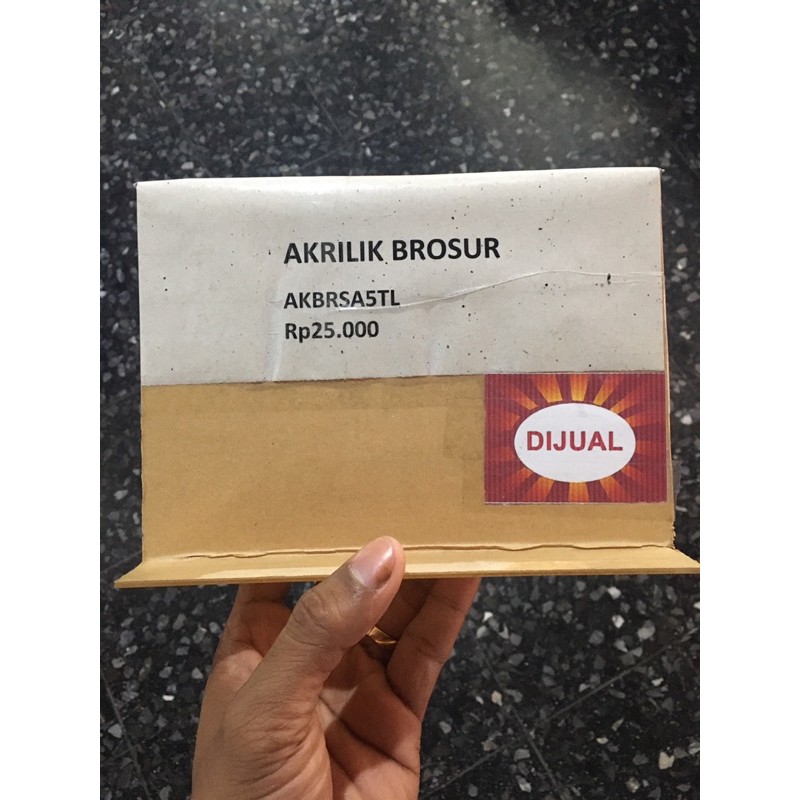 AKRILIK BROSUR
AKBRSA5TL
Rp25.000
DIJUAL